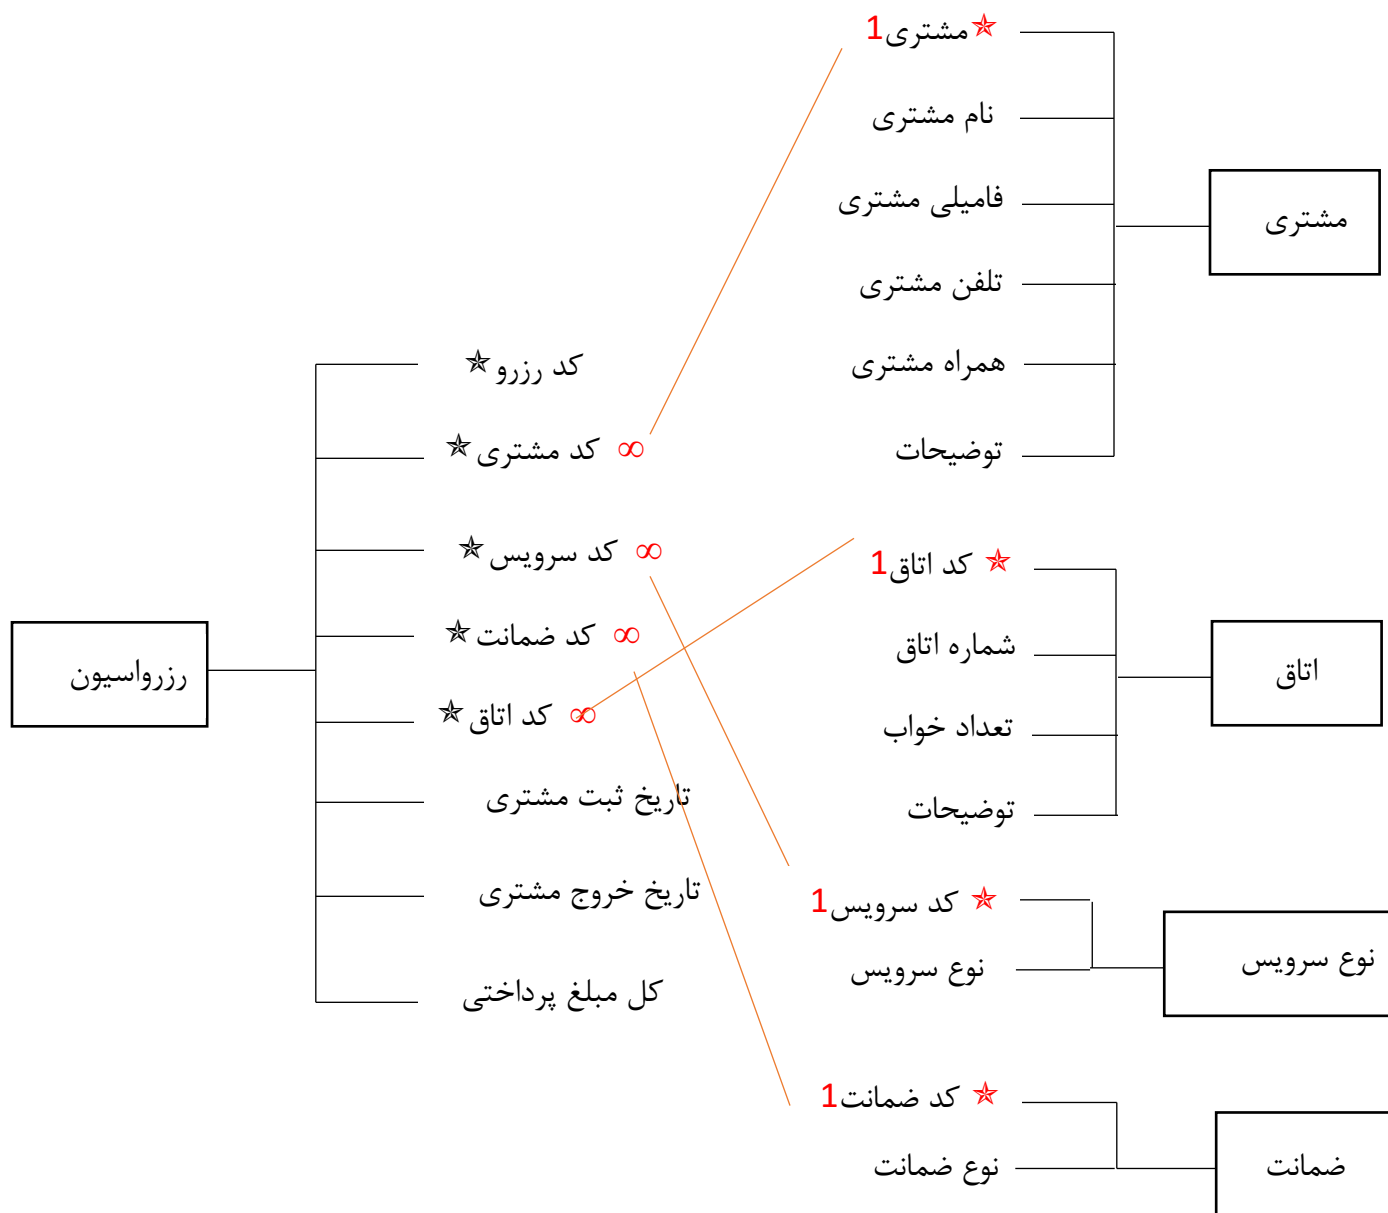 ✯مشتری1
نام مشتری
فامیلی مشتری
تلفن مشتری
همراه مشتری
توضیحات
مشتری
✯ کد اتاق1
شماره اتاق
تعداد خواب
توضیحات
اتاق
✯ کد سرویس1
نوع سرویس
نوع سرویس
✯ کد ضمانت1
نوع ضمانت
ضمانت
کد رزرو✯
∞ کد مشتری✯
∞ کد سرویس✯
∞ کد ضمانت✯
∞ کد اتاق✯
تاریخ ثبت مشتری
تاریخ خروج مشتری
کل مبلغ پرداختی
رزرواسیون